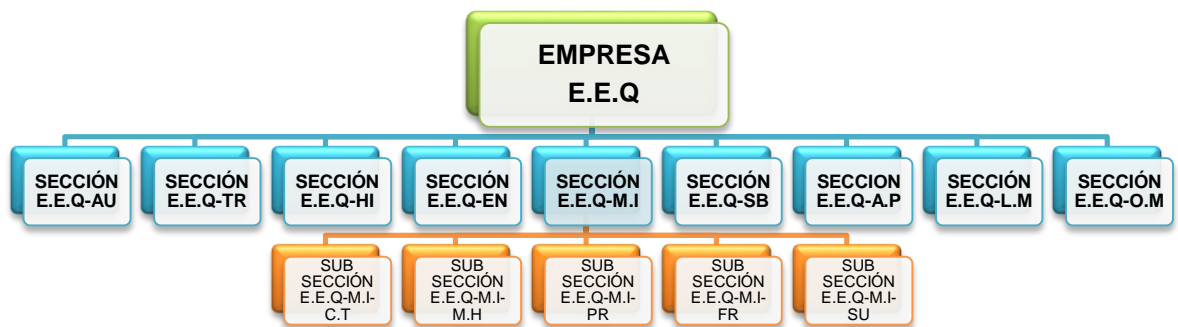 EMPRESA
E.E.Q
SECCIÓN
E.E.Q-AU
SECCIÓN
E.E.Q-TR
SECCIÓN
E.E.Q-HI
SECCIÓN
E.E.Q-EN
SECCIÓN
E.E.Q-M.I
SECCIÓN
E.E.Q-SB
SECCION
E.E.Q-A.P
SECCIÓN
E.E.Q-L.M
SECCIÓN
E.E.Q-O.M
SUB
SECCIÓN
E.E.Q-M.I-
C.T
SUB
SECCIÓN
E.E.Q-M.I-
M.H
SUB
SECCIÓN
E.E.Q-M.I-
PR
SUB
SECCIÓN
E.E.Q-M.I-
FR
SUB
SECCIÓN
E.E.Q-M.I-
SU